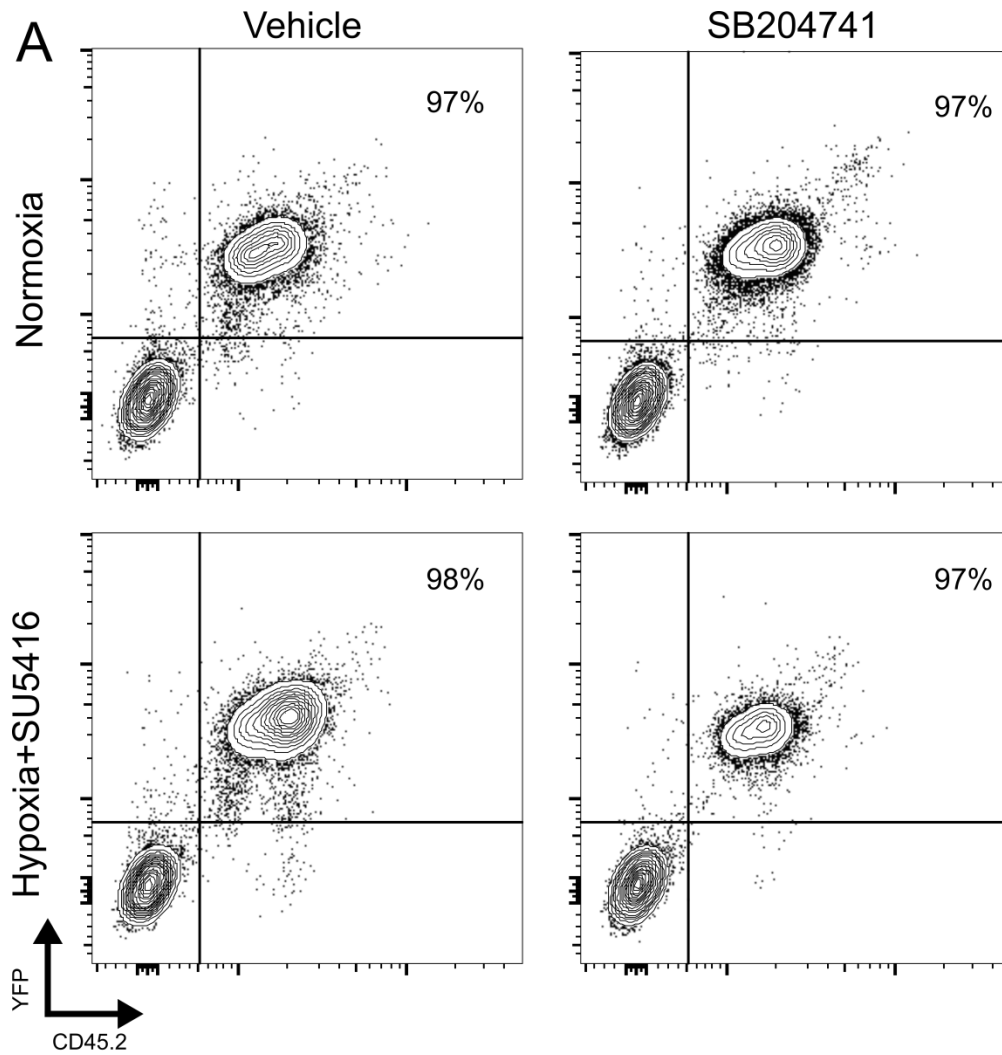 A
Vehicle
SB204741
Normoxia
97%
97%
Hypoxia+SU5416
98%
97%
YFP
CD45.2